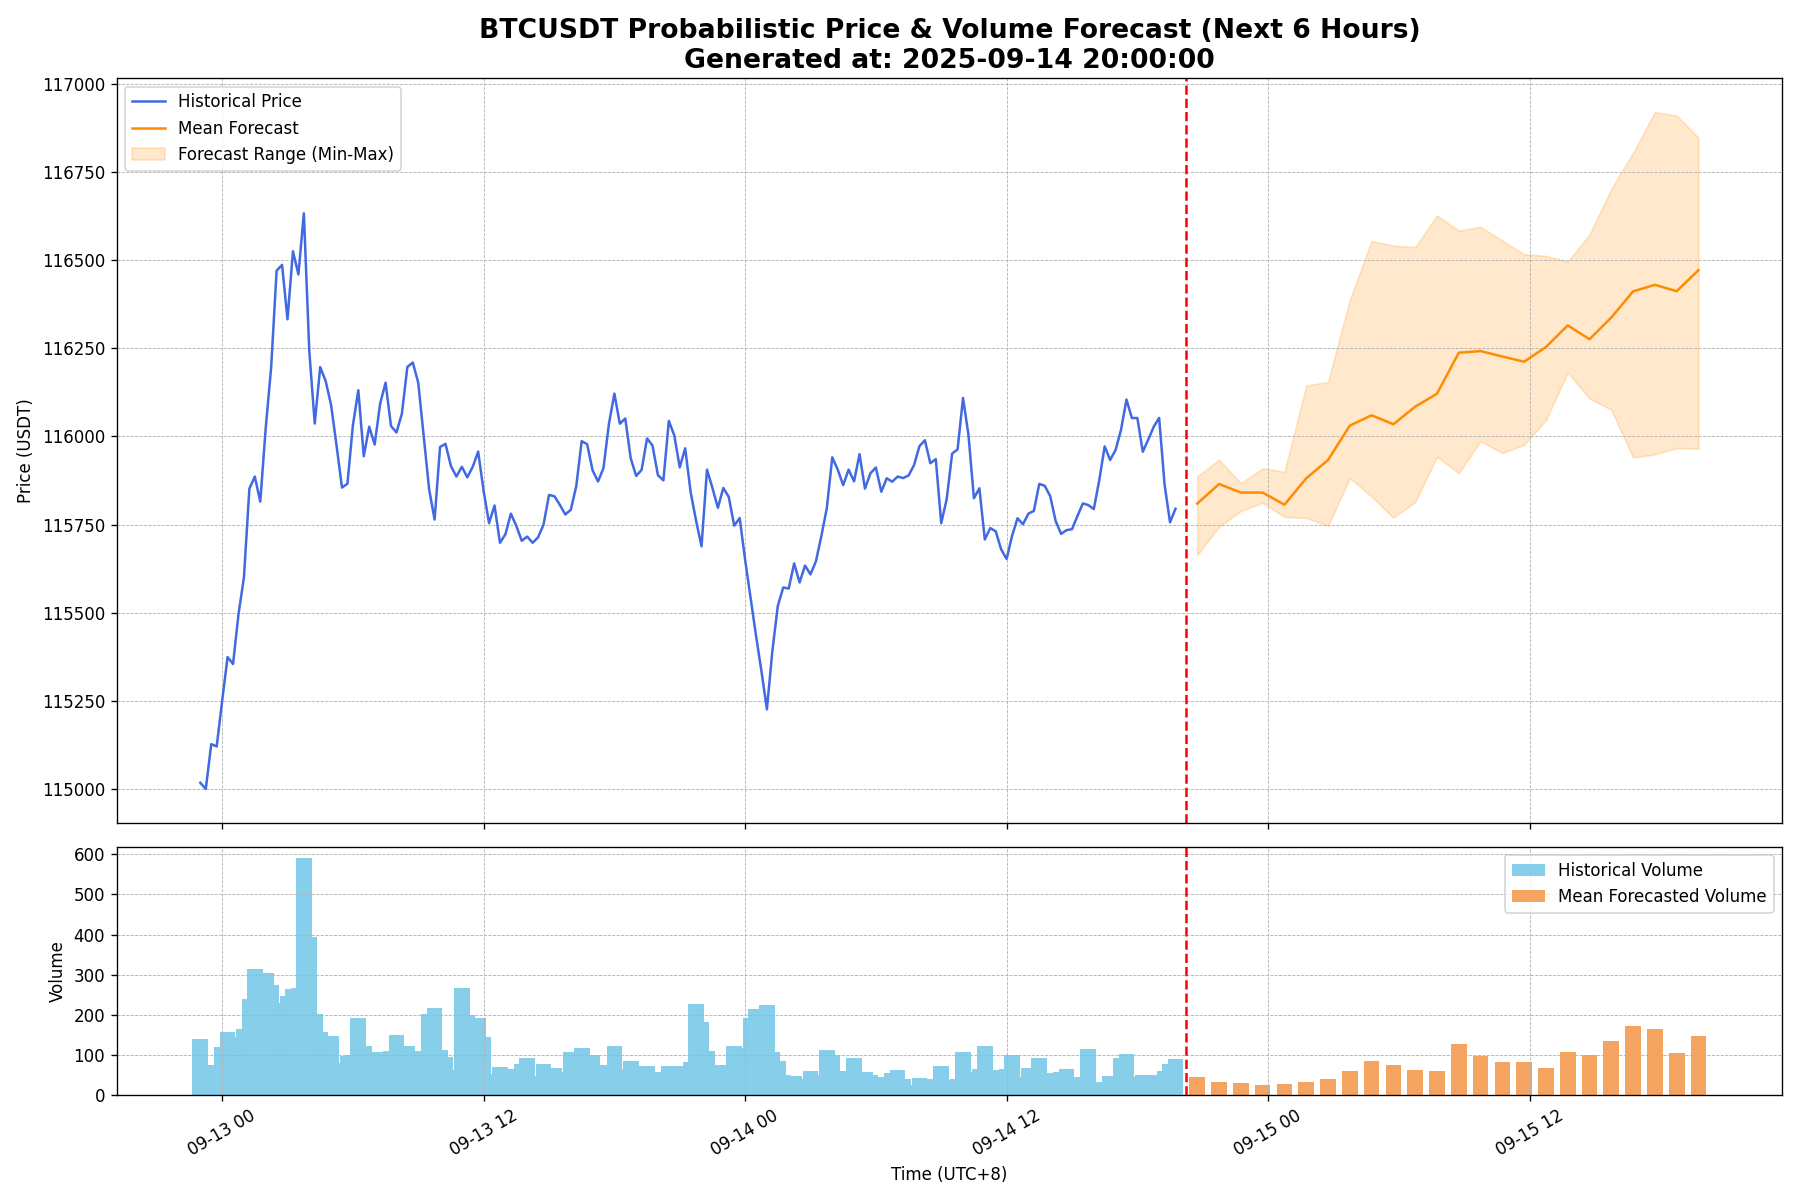 BTCUSDT Probabilistic Price & Volume Forecast (Next 6 Hours)
Generated at: 2025-09-14 20:00:00
Historical Price
Mean Forecast
Forecast Range (Min-Max)
Price (USDT)
117000
116750
116500
116250
116000
115750
115500
115250
115000
Historical Volume
Mean Forecasted Volume
Volume
600
500
400
300
200
100
0
09-13 00
09-13 12
09-14 00
09-14 12
09-15 00
09-15 12
Time (UTC+8)